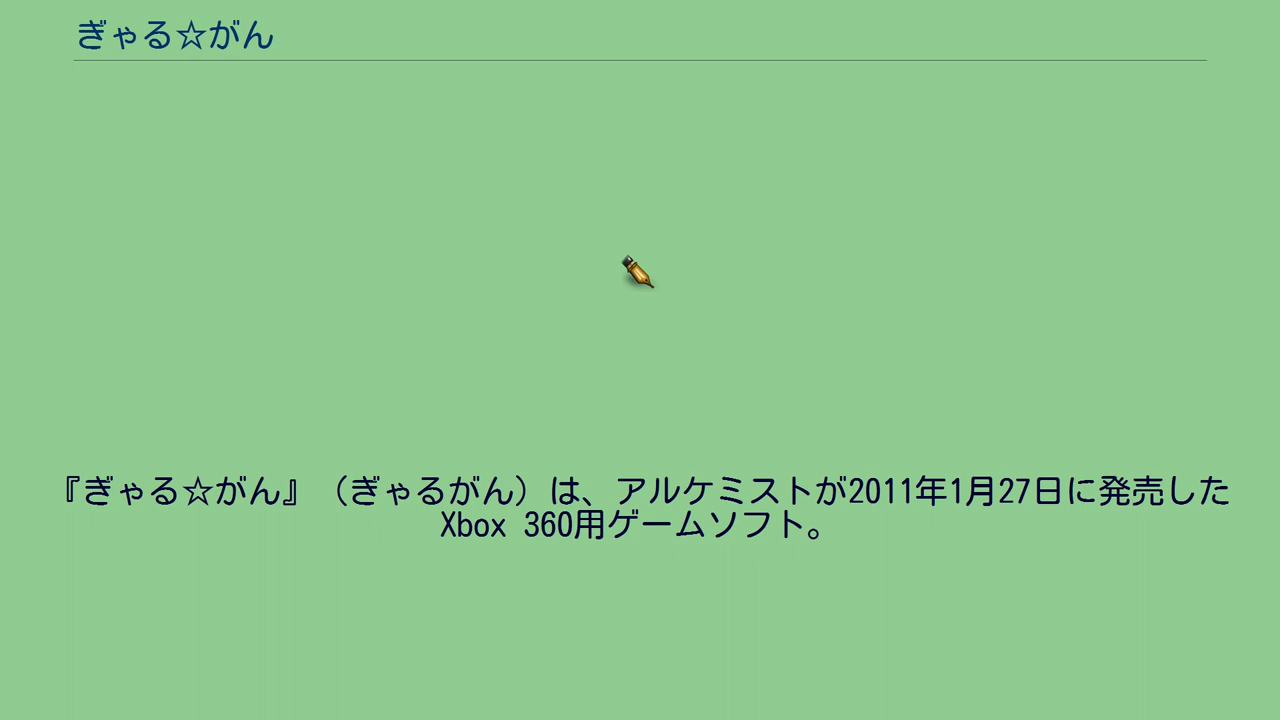 ぎゃる☆がん
『ぎゃる☆がん』（ぎゃるがん）は、アルケミストが2011年1月27日に発売した
Xbox 360用ゲームソフト。